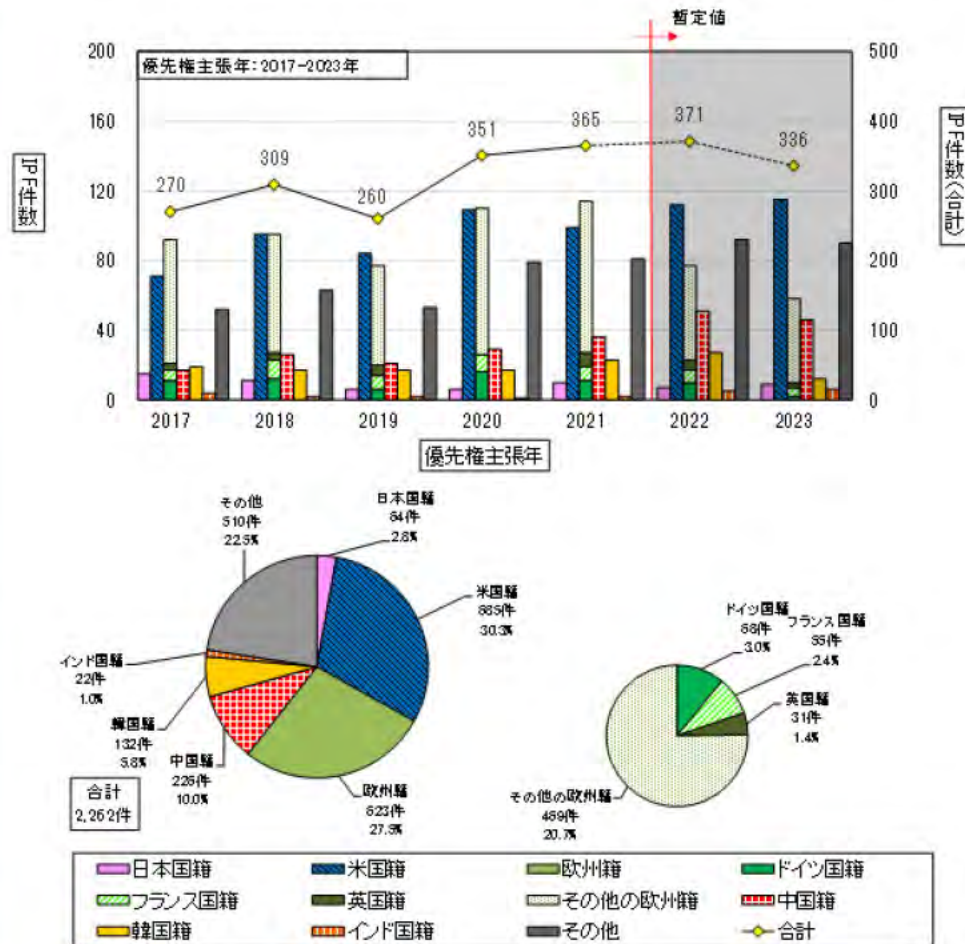 暫定値
優先権主張年:2017-2023年
IPF件数
IPF件数(合計)
200
160
120
80
40
0
500
400
300
200
100
0
270
309
260
351
365
371
336
2017 2018 2019 2020 2021 2022 2023
優先権主張年
その他
510件
22.5%
日本国籍
64件
2.8%
米国籍
685件
30.3%
欧州籍
623件
27.5%
中国籍
226件
10.0%
韓国籍
132件
5.8%
インド国籍
22件
1.0%
合計
2,262件
ドイツ国籍
68件
3.0%
フランス国籍
55件
2.4%
英国籍
31件
1.4%
その他の欧州籍
469件
20.7%
日本国籍 米国籍 欧州籍 ドイツ国籍
フランス国籍 英国籍 その他の欧州籍 中国籍
韓国籍 インド国籍 その他 合計